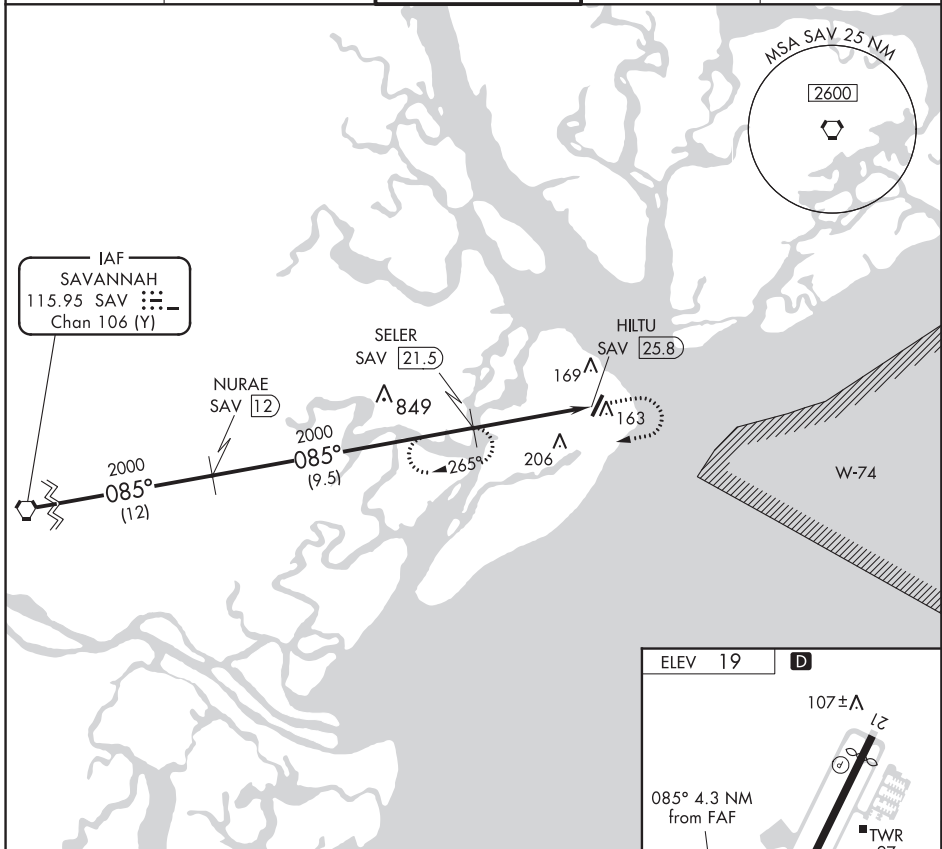 MSA SAV 25 NM
2600
IAF
SAVANNAH
115.95 SAV
Chan 106 (Y)
NURAE
SAV 12
SELER
SAV 21.5
HILTU
SAV 25.8
849
169
163
206
2000
085°
(12)
2000
085°
(9.5)
265°
W-74
ELEV 19 D
107±
21
P
085° 4.3 NM
from FAF
TWR